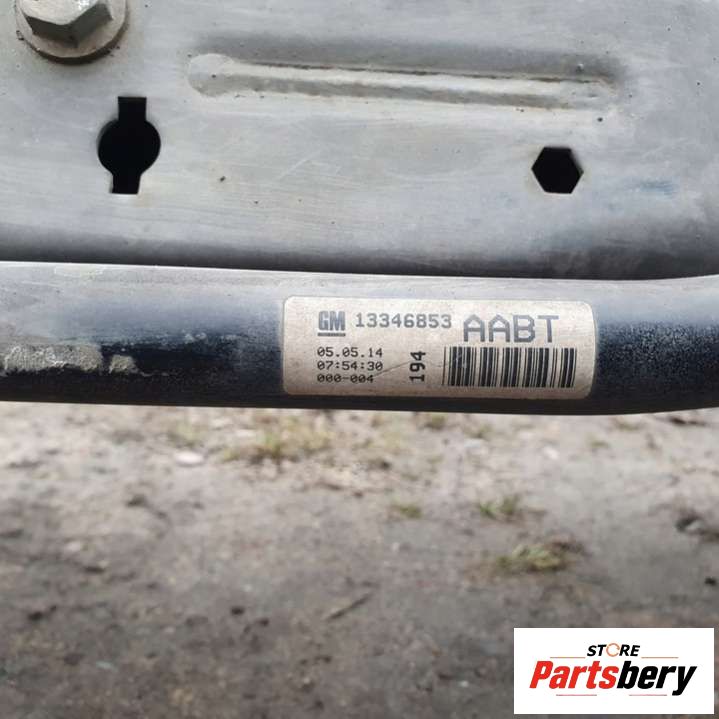 GM 13346853 AABT
05.05.14
07:54:30
000-004
194
STORE
Partsbery